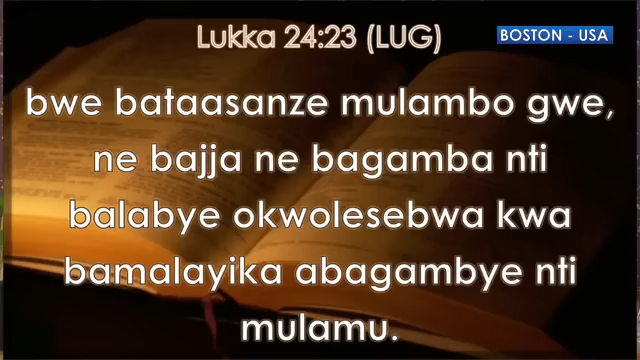 Lukka 24:23 (LUG)
BOSTON - USA
bwe bataasanze mulambo gwe,
ne bajja ne bagamba nti
balabye okwolesebwa kwa
bamalayika abagambye nti
mulamu.